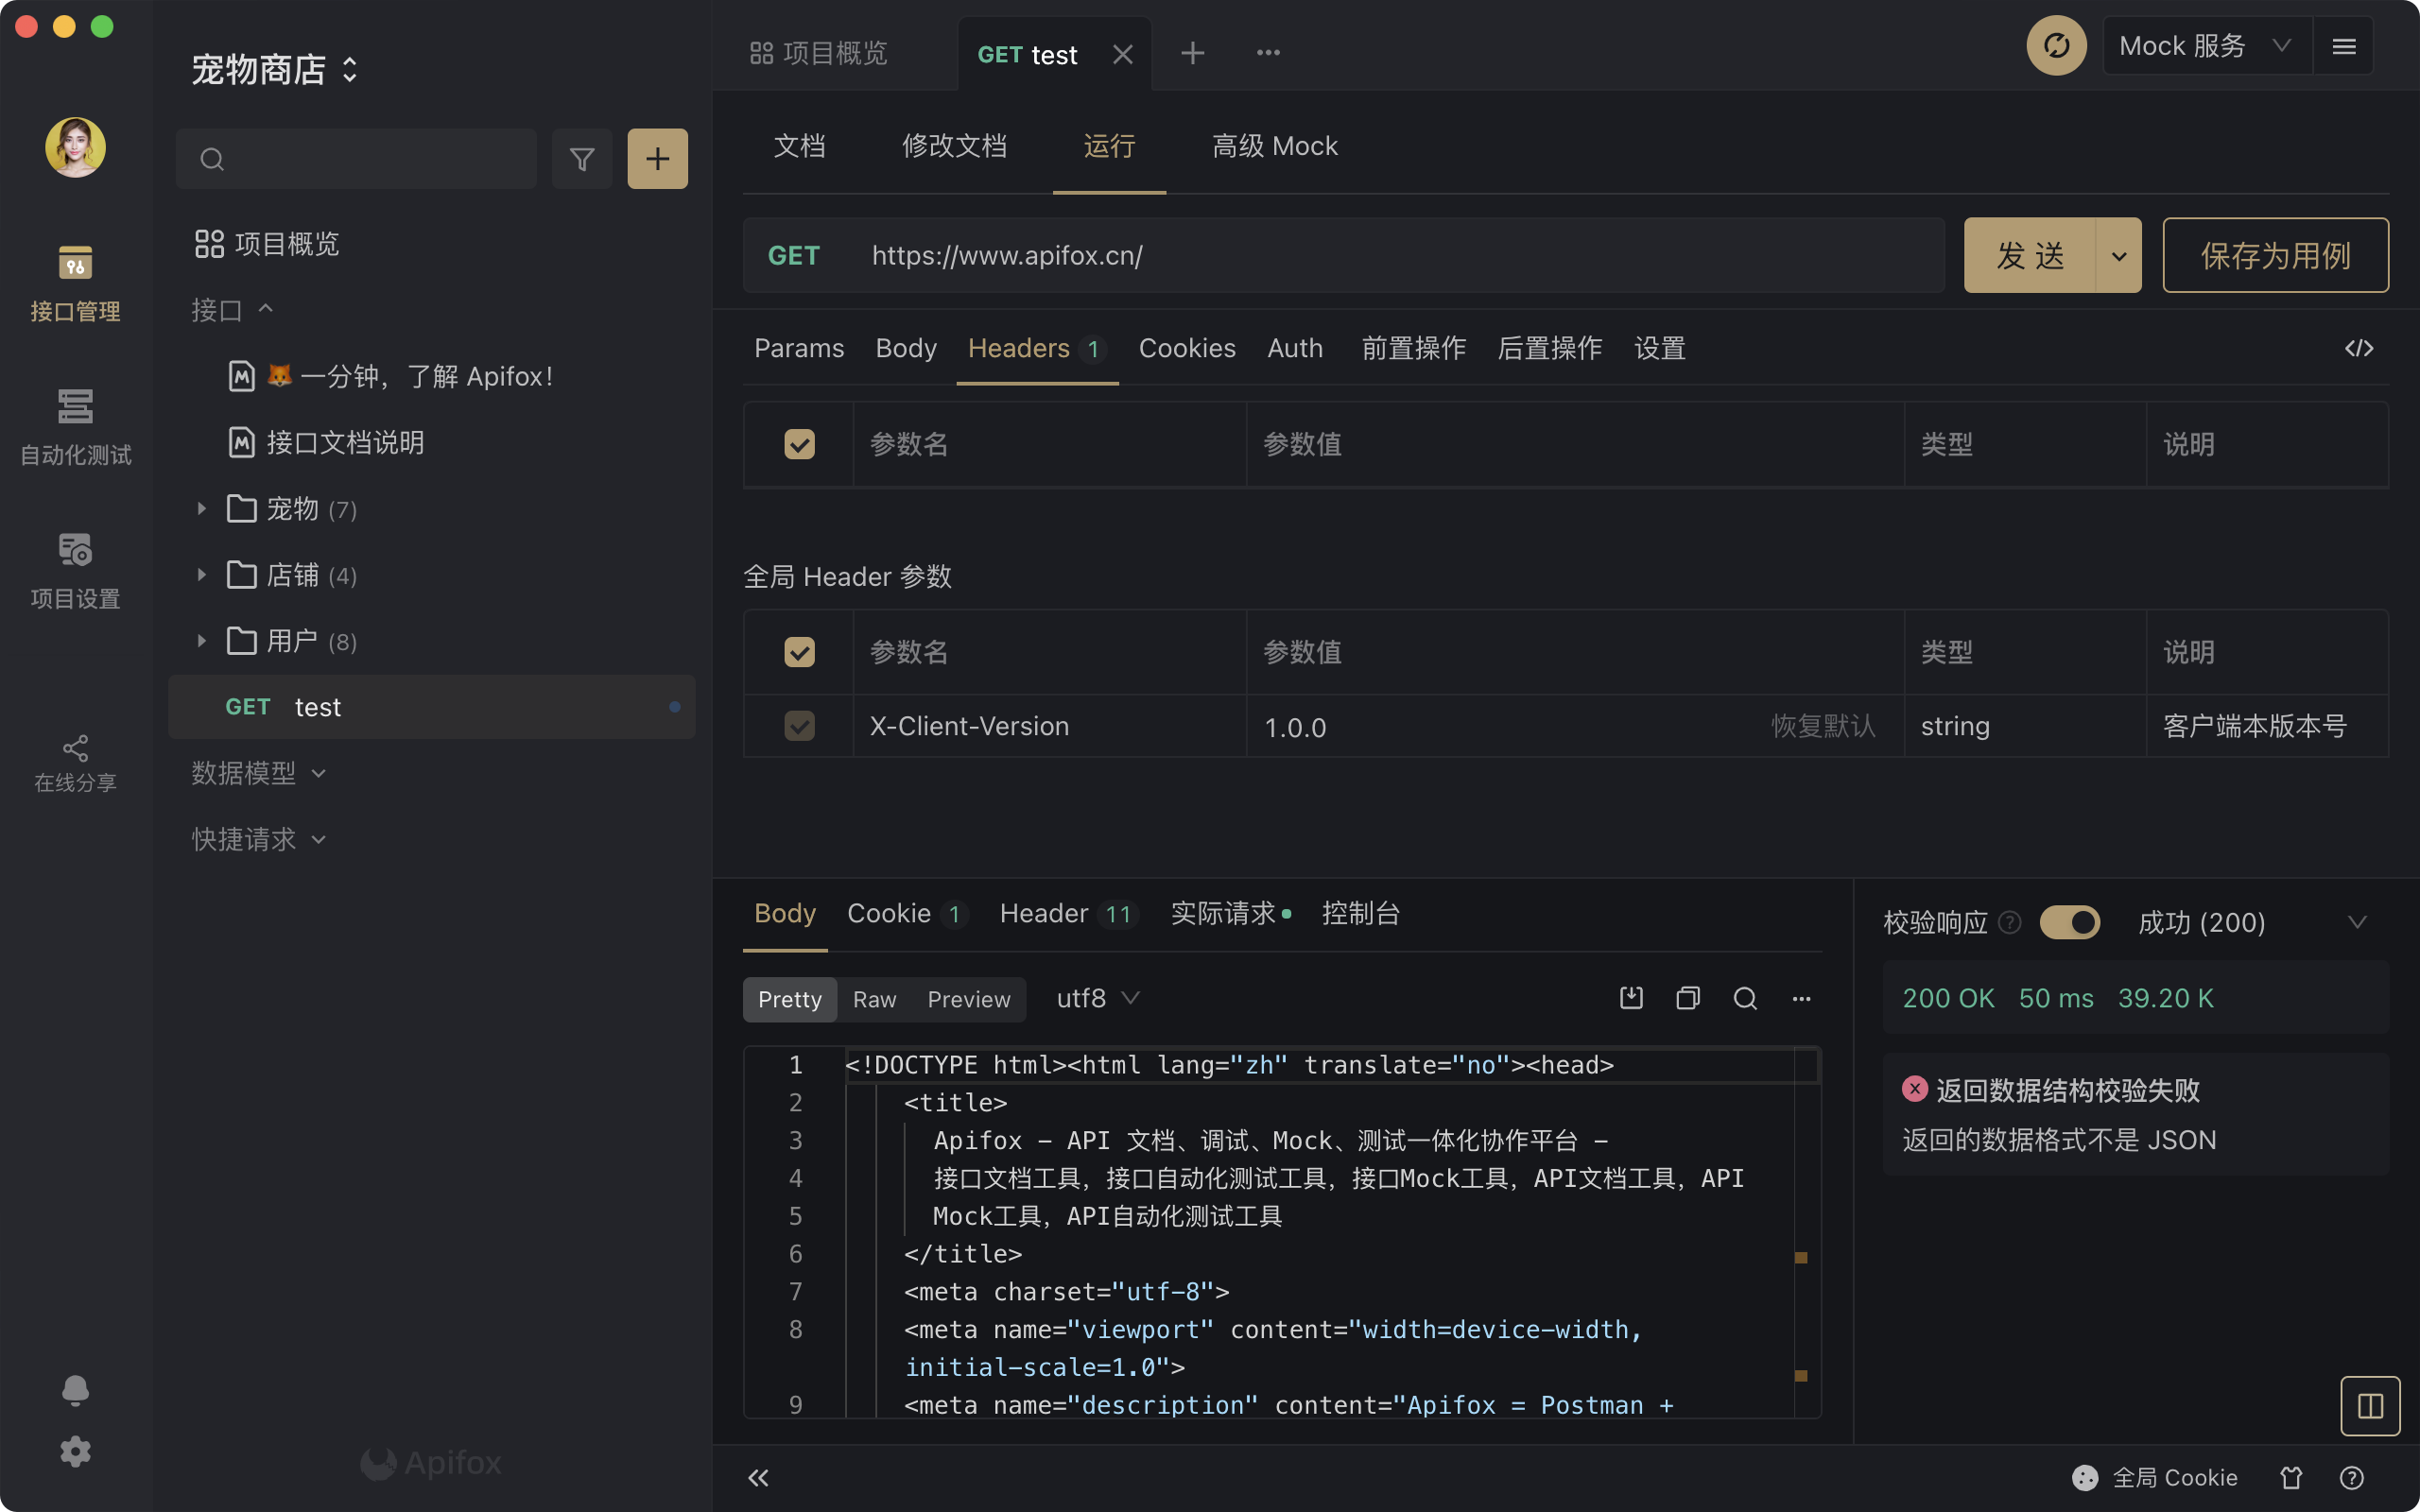 宠物商店
项目概览
GET test
Mock 服务
接口管理
自动化测试
项目设置
在线分享
项目概览
接口
一分钟，了解 Apifox！
接口文档说明
宠物 (7)
店铺 (4)
用户 (8)
GET test
数据模型
快捷请求
Apifox
文档 修改文档 运行 高级 Mock
GET https://www.apifox.cn/ 发 送 保存为用例
Params Body Headers 1 Cookies Auth 前置操作 后置操作 设置
参数名 参数值 类型 说明
全局 Header 参数
参数名 参数值 类型 说明
X-Client-Version 1.0.0 恢复默认 string 客户端本版本号
Body Cookie 1 Header 11 实际请求 控制台
Pretty Raw Preview utf8
1 <!DOCTYPE html><html lang="zh" translate="no"><head>
2 <title>
3 Apifox - API 文档、调试、Mock、测试一体化协作平台 -
4 接口文档工具，接口自动化测试工具，接口Mock工具，API文档工具，API
5 Mock工具，API自动化测试工具
6 </title>
7 <meta charset="utf-8">
8 <meta name="viewport" content="width=device-width,
initial-scale=1.0">
9 <meta name="description" content="Apifox = Postman +
校验响应 成功 (200)
200 OK 50 ms 39.20 K
返回数据结构校验失败
返回的数据格式不是 JSON
全局 Cookie